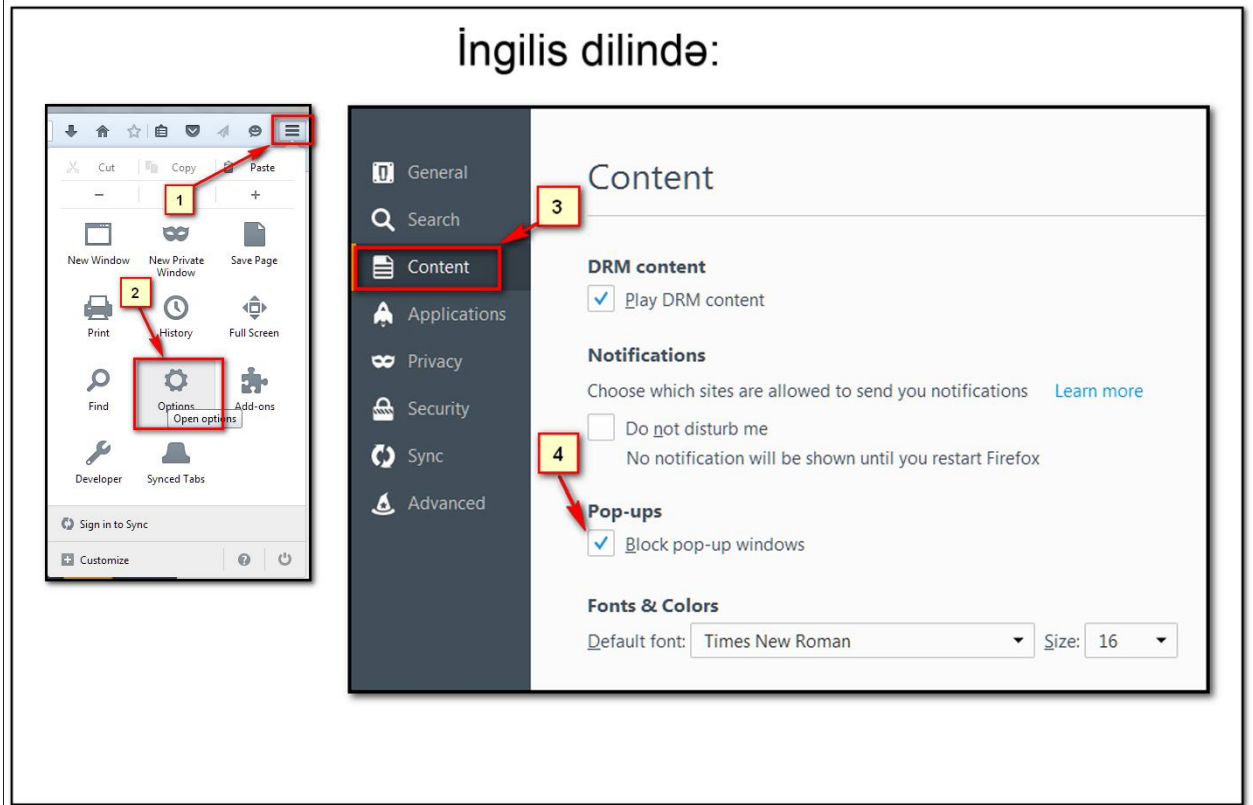 İngilis dilində:
Cut Copy Paste
1
New Window New Private Window Save Page
2
Print History Full Screen
Find Options Add-ons
Open options
Developer Synced Tabs
Sign in to Sync
Customize
General
Search
Content
Applications
Privacy
Security
Sync
Advanced
3
Content
DRM content
Play DRM content
Notifications
Choose which sites are allowed to send you notifications Learn more
Do not disturb me
No notification will be shown until you restart Firefox
4
Pop-ups
Block pop-up windows
Fonts & Colors
Default font: Times New Roman Size: 16